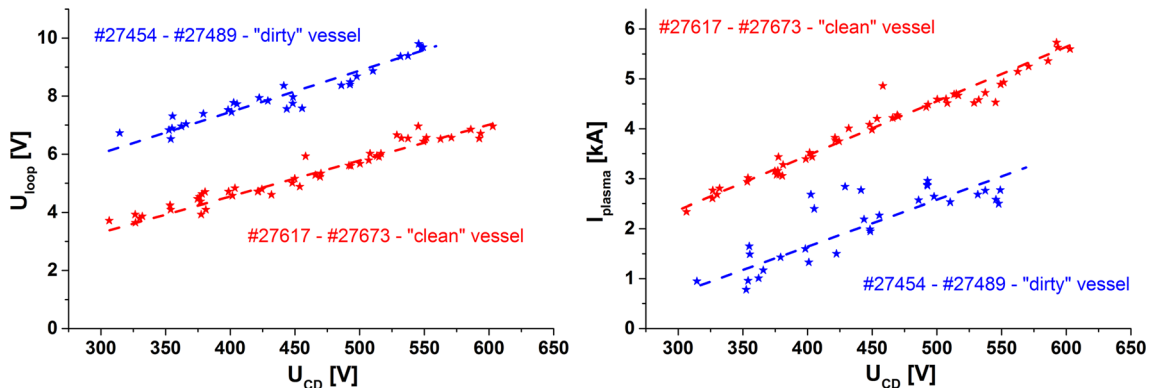 #27454 - #27489 - "dirty" vessel
#27617 - #27673 - "clean" vessel
U_loop [V]
10
8
6
4
2
0
300 350 400 450 500 550 600 650
U_CD [V]
#27617 - #27673 - "clean" vessel
#27454 - #27489 - "dirty" vessel
I_plasma [kA]
6
5
4
3
2
1
0
300 350 400 450 500 550 600 650
U_CD [V]